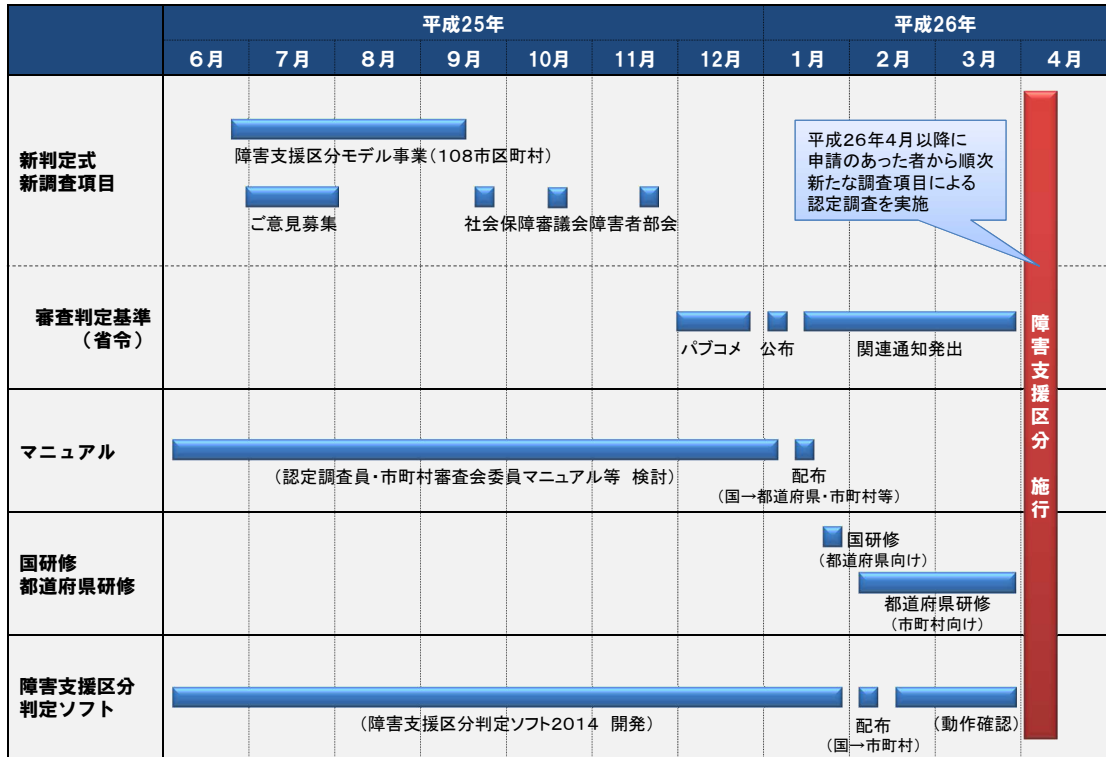 平成25年
平成26年
6月 7月 8月 9月 10月 11月 12月 1月 2月 3月 4月
新判定式
新調査項目
障害支援区分モデル事業(108市区町村)
ご意見募集
社会保障審議会障害者部会
平成26年4月以降に
申請のあった者から順次
新たな調査項目による
認定調査を実施
審査判定基準
(省令)
パブコメ
公布
関連通知発出
マニュアル
(認定調査員・市町村審査会委員マニュアル等 検討)
配布
(国→都道府県・市町村等)
国研修
都道府県研修
国研修
(都道府県向け)
都道府県研修
(市町村向け)
障害支援区分
判定ソフト
(障害支援区分判定ソフト2014 開発)
配布
(国→市町村)
(動作確認)
障害支援区分 施行